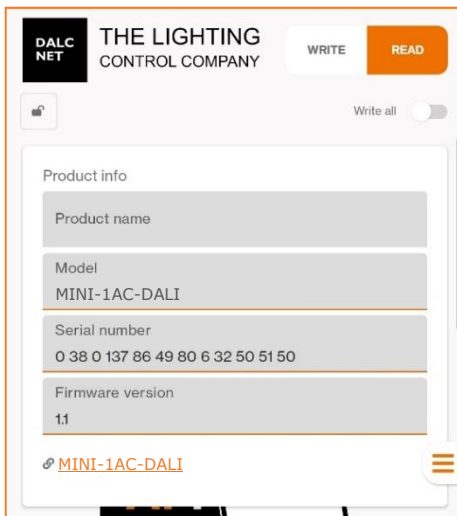 DALC
NET
THE LIGHTING
CONTROL COMPANY
WRITE
READ
Write all
Product info
Product name
Model
MINI-1AC-DALI
Serial number
0 38 0 137 86 49 80 6 32 50 51 50
Firmware version
1.1
MINI-1AC-DALI